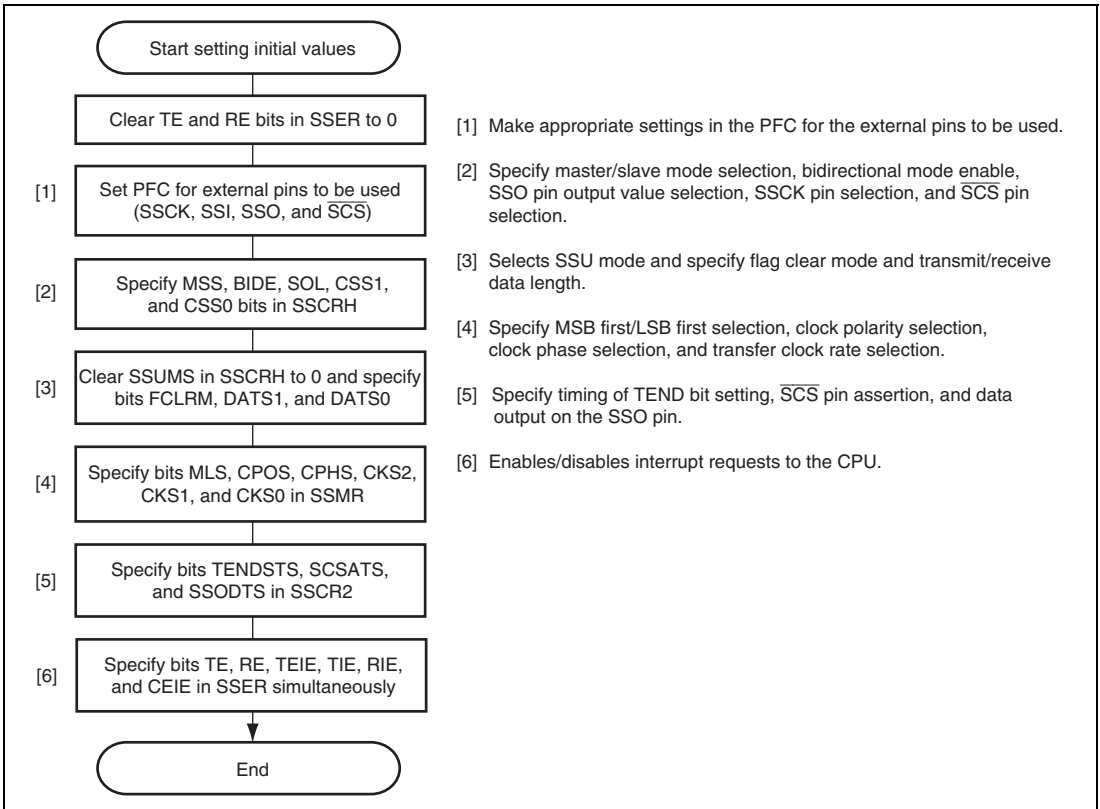 Start setting initial values
Clear TE and RE bits in SSER to 0
[1]
Set PFC for external pins to be used
(SSCK, SSI, SSO, and SCS)
[2]
Specify MSS, BIDE, SOL, CSS1,
and CSS0 bits in SSCRH
[3]
Clear SSUMS in SSCRH to 0 and specify
bits FCLRM, DATS1, and DATS0
[4]
Specify bits MLS, CPOS, CPHS, CKS2,
CKS1, and CKS0 in SSMR
[5]
Specify bits TENDSTS, SCSATS,
and SSODTS in SSCR2
[6]
Specify bits TE, RE, TEIE, TIE, RIE,
and CEIE in SSER simultaneously
End
[1] Make appropriate settings in the PFC for the external pins to be used.
[2] Specify master/slave mode selection, bidirectional mode enable,
SSO pin output value selection, SSCK pin selection, and SCS pin
selection.
[3] Selects SSU mode and specify flag clear mode and transmit/receive
data length.
[4] Specify MSB first/LSB first selection, clock polarity selection,
clock phase selection, and transfer clock rate selection.
[5] Specify timing of TEND bit setting, SCS pin assertion, and data
output on the SSO pin.
[6] Enables/disables interrupt requests to the CPU.